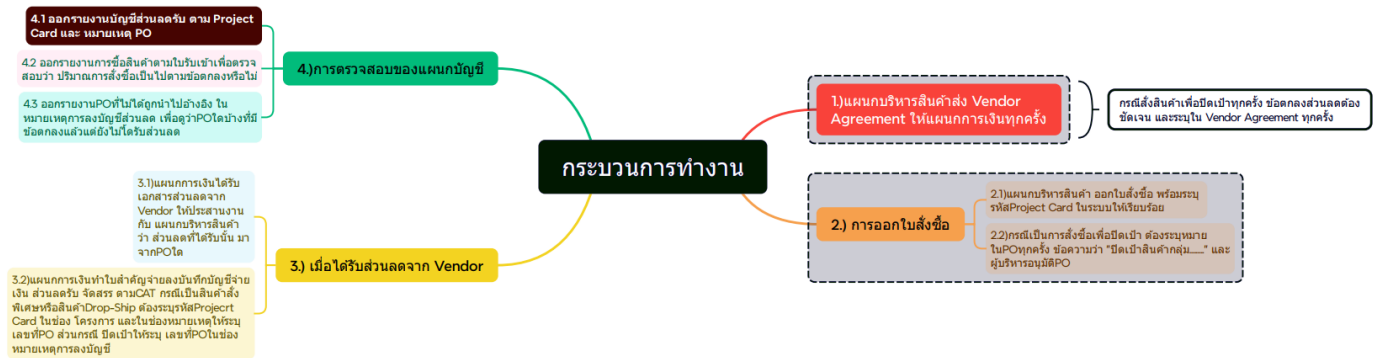 กระบวนการทำงาน
1.)แผนกบริหารสินค้าส่ง Vendor
Agreement ให้แผนกการเงินทุกครั้ง
กรณีสั่งสินค้าเพื่อปิดเป้าทุกครั้ง ข้อตกลงส่วนลดต้อง
ชัดเจน และระบุใน Vendor Agreement ทุกครั้ง
2.) การออกใบสั่งซื้อ
2.1)แผนกบริหารสินค้า ออกใบสั่งซื้อ พร้อมระบุ
รหัสProject Card ในระบบให้เรียบร้อย
2.2)กรณีเป็นการสั่งซื้อเพื่อปิดเป้า ต้องระบุหมาย
ในPOทุกครั้ง ข้อความว่า "ปิดเป้าสินค้ากลุ่ม......." และ
ผู้บริหารอนุมัติPO
3.) เมื่อได้รับส่วนลดจาก Vendor
3.1)แผนกการเงินได้รับ
เอกสารส่วนลดจาก
Vendor ให้ประสานงาน
กับ แผนกบริหารสินค้า
ว่า ส่วนลดที่ได้รับนั้น มา
จากPOใด
3.2)แผนกการเงินทำใบสำคัญจ่ายลงบันทึกบัญชีจ่าย
เงิน ส่วนลดรับ จัดสรร ตามCAT กรณีเป็นสินค้าสั่ง
พิเศษหรือสินค้าDrop-Ship ต้องระบุรหัสProjecrt
Card ในช่อง โครงการ และในช่องหมายเหตุให้ระบุ
เลขที่PO ส่วนกรณี ปิดเป้าให้ระบุ เลขที่POในช่อง
หมายเหตุการลงบัญชี
4.)การตรวจสอบของแผนกบัญชี
4.1 ออกรายงานบัญชีส่วนลดรับ ตาม Project
Card และ หมายเหตุ PO
4.2 ออกรายงานการซื้อสินค้าตามใบรับเข้าเพื่อตรวจ
สอบว่า ปริมาณการสั่งซื้อเป็นไปตามข้อตกลงหรือไม่
4.3 ออกรายงานPOที่ไม่ได้ถูกนำไปอ้างอิง ใน
หมายเหตุการลงบัญชีส่วนลด เพื่อดูว่าPOใดบ้างที่มี
ข้อตกลงแล้วแต่ยังไม่ได้รับส่วนลด